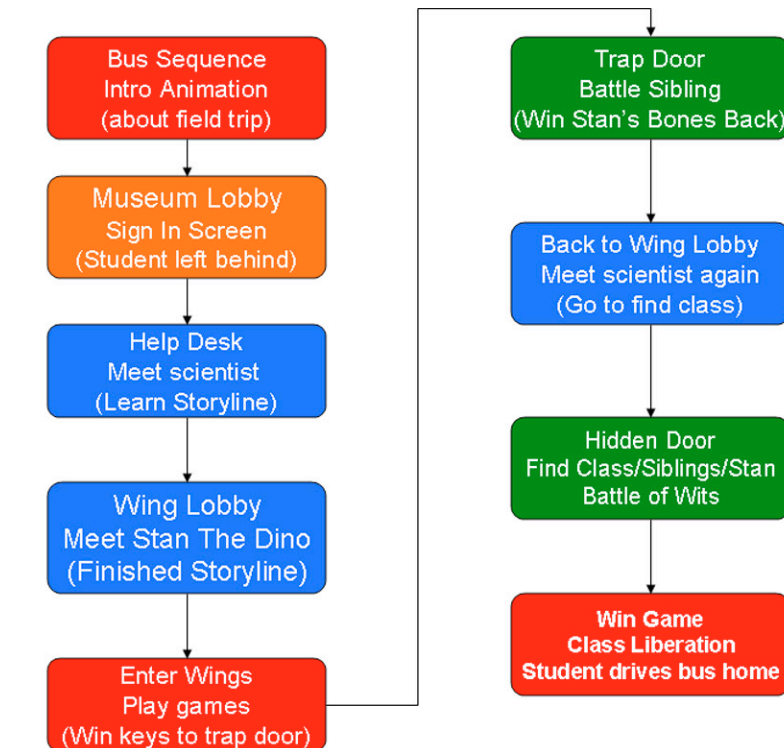 Bus Sequence
Intro Animation
(about field trip)
Museum Lobby
Sign In Screen
(Student left behind)
Help Desk
Meet scientist
(Learn Storyline)
Wing Lobby
Meet Stan The Dino
(Finished Storyline)
Enter Wings
Play games
(Win keys to trap door)
Trap Door
Battle Sibling
(Win Stan's Bones Back)
Back to Wing Lobby
Meet scientist again
(Go to find class)
Hidden Door
Find Class/Siblings/Stan
Battle of Wits
Win Game
Class Liberation
Student drives bus home